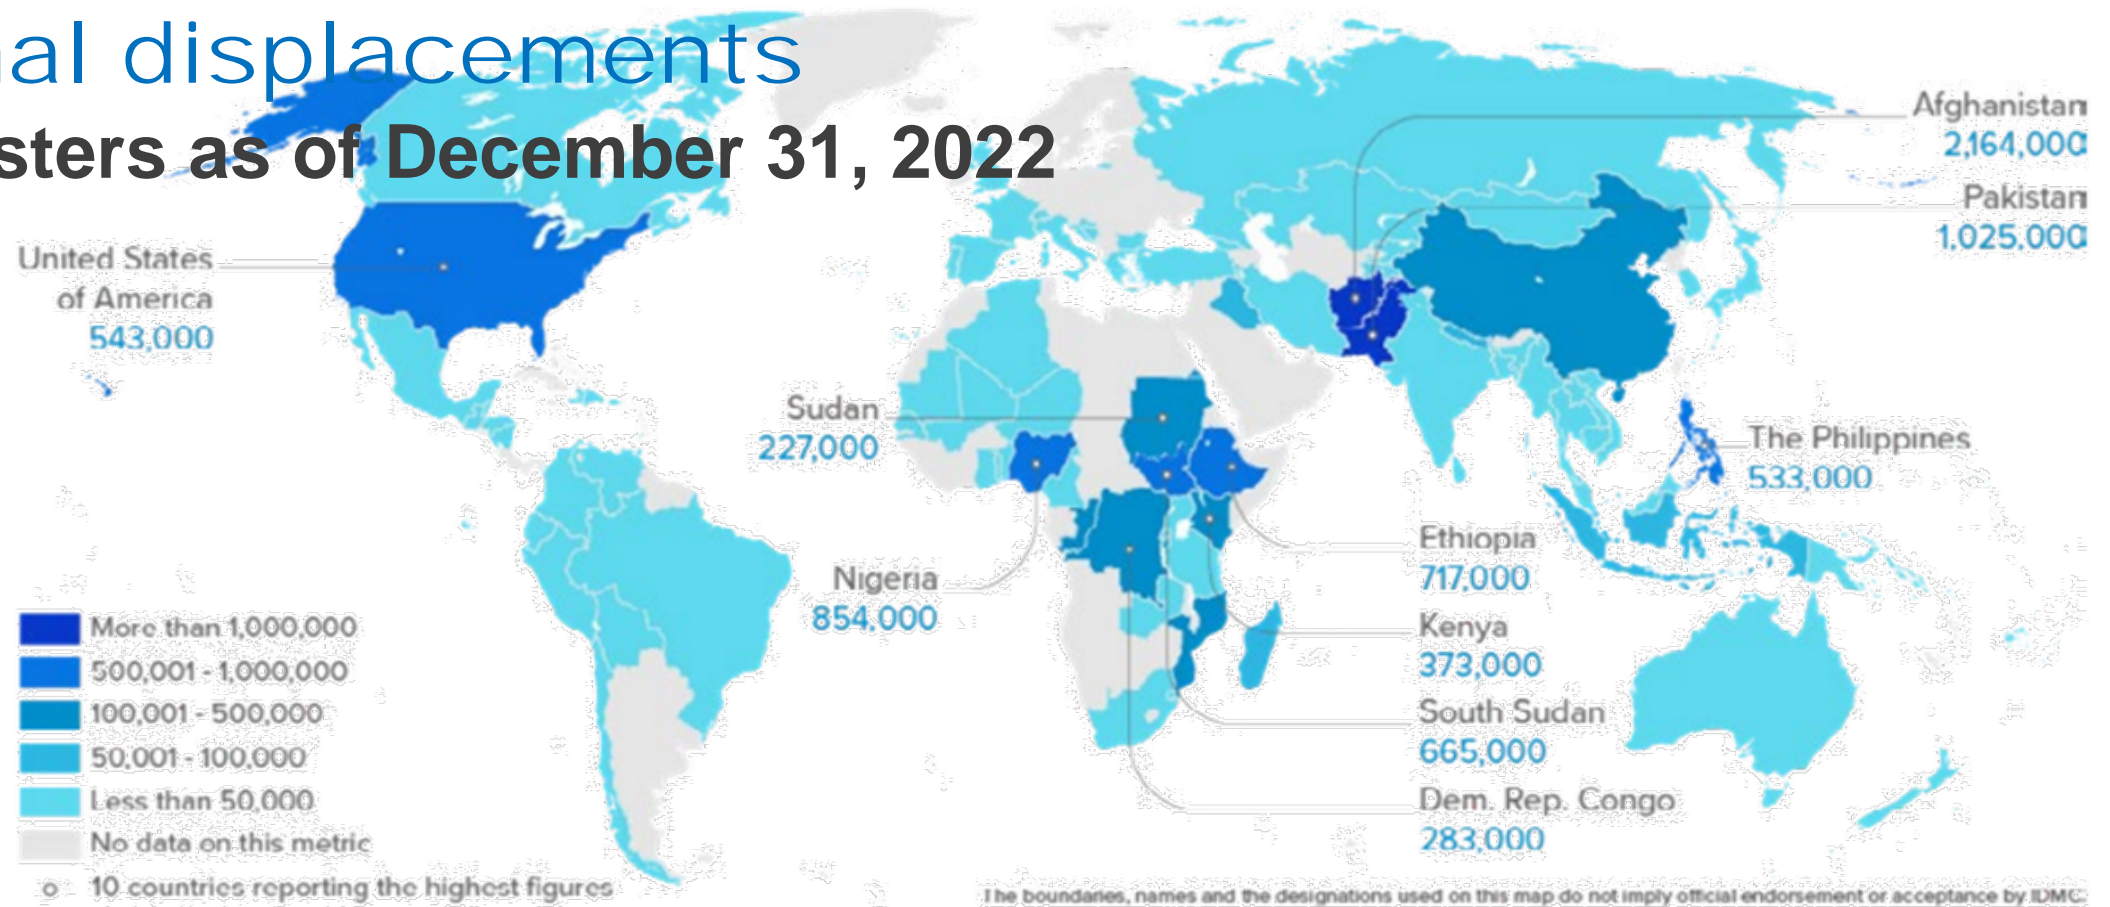 nal displacements
sters as of December 31, 2022
Afghanistan
2,164,000
Pakistan
1,025,000
United States
of America
543,000
Sudan
227,000
The Philippines
533,000
Nigeria
854,000
Ethiopia
717,000
Kenya
373,000
South Sudan
665,000
Dem. Rep. Congo
283,000
More than 1,000,000
500,001 - 1,000,000
100,001 - 500,000
50,001 - 100,000
Less than 50,000
No data on this metric
10 countries reporting the highest figures
The boundaries, names and the designations used on this map do not imply official endorsement or acceptance by IDMC.